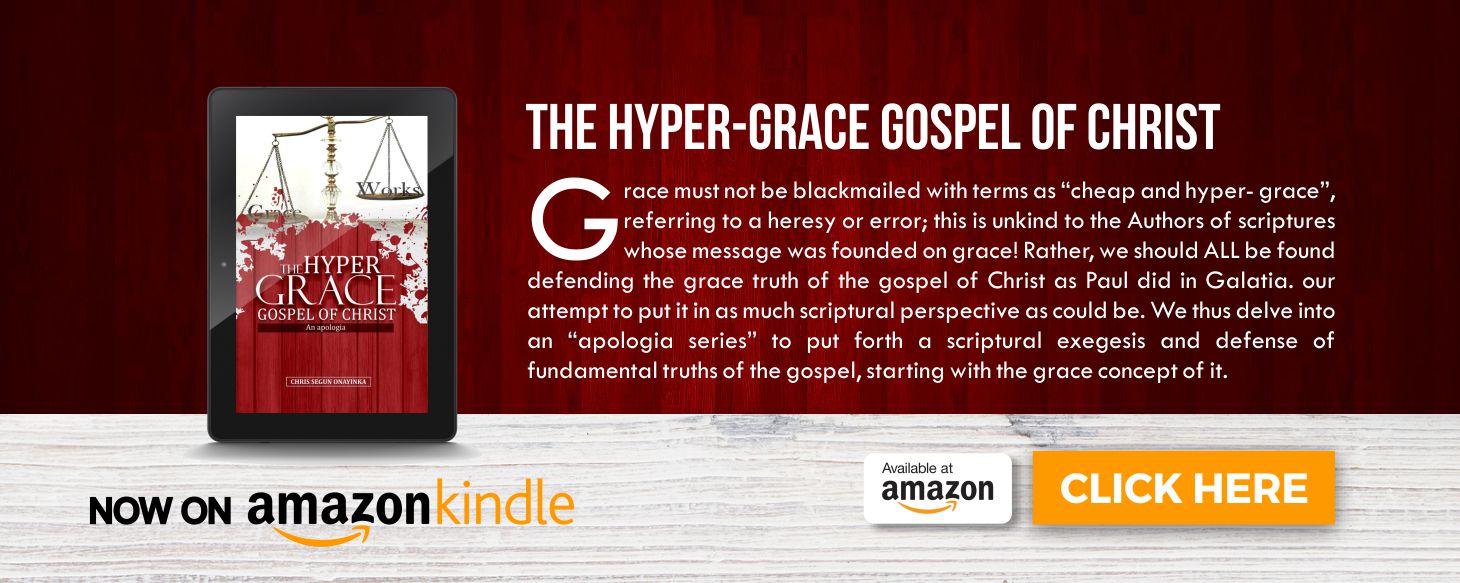 THE HYPER-GRACE GOSPEL OF CHRIST
Grace must not be blackmailed with terms as “cheap and hyper- grace”,
referring to a heresy or error; this is unkind to the Authors of scriptures
whose message was founded on grace! Rather, we should ALL be found
defending the grace truth of the gospel of Christ as Paul did in Galatia. our
attempt to put it in as much scriptural perspective as could be. We thus delve into
an “apologia series” to put forth a scriptural exegesis and defense of
fundamental truths of the gospel, starting with the grace concept of it.
Works
Grace
THE HYPER
GRACE
GOSPEL OF CHRIST
An apologia
CHRIS SEGUN ONAYINKA
NOW ON amazonkindle
Available at
amazon
CLICK HERE